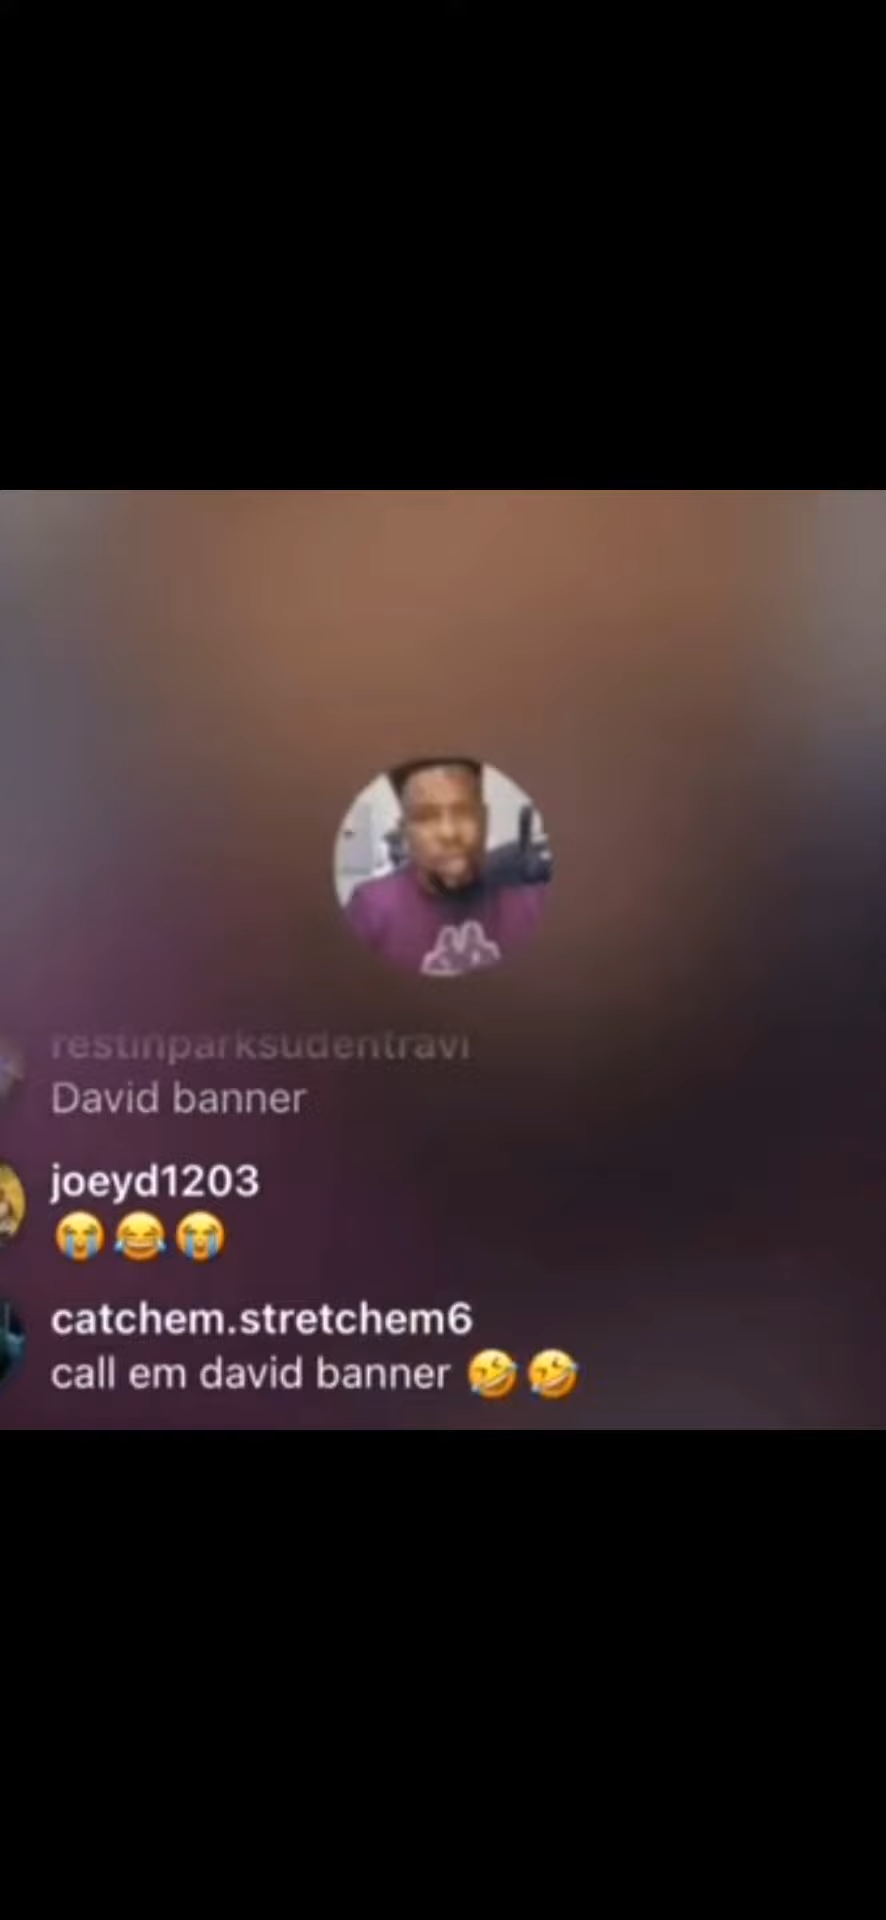 restinparksudentravi
David banner
joeyd1203
😭😂😭
catchem.stretchem6
call em david banner 🤣🤣